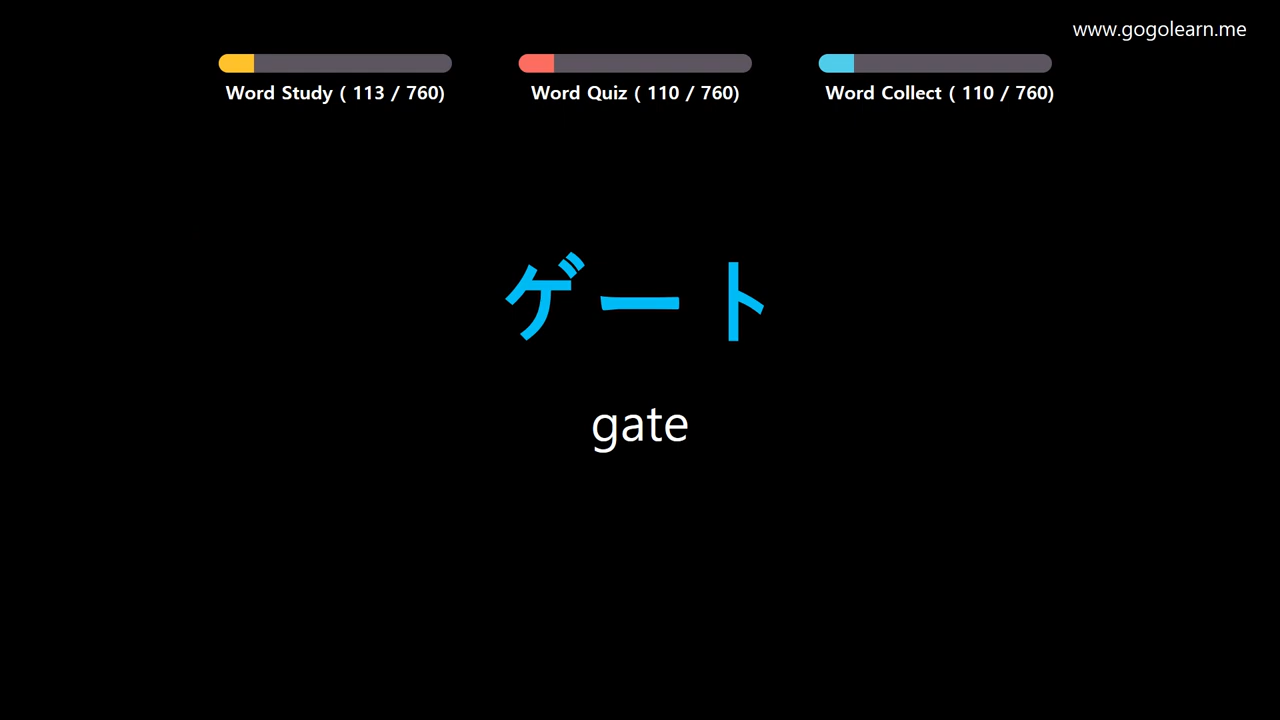 www.gogolearn.me
Word Study ( 113 / 760)
Word Quiz ( 110 / 760)
Word Collect ( 110 / 760)
ゲート
gate